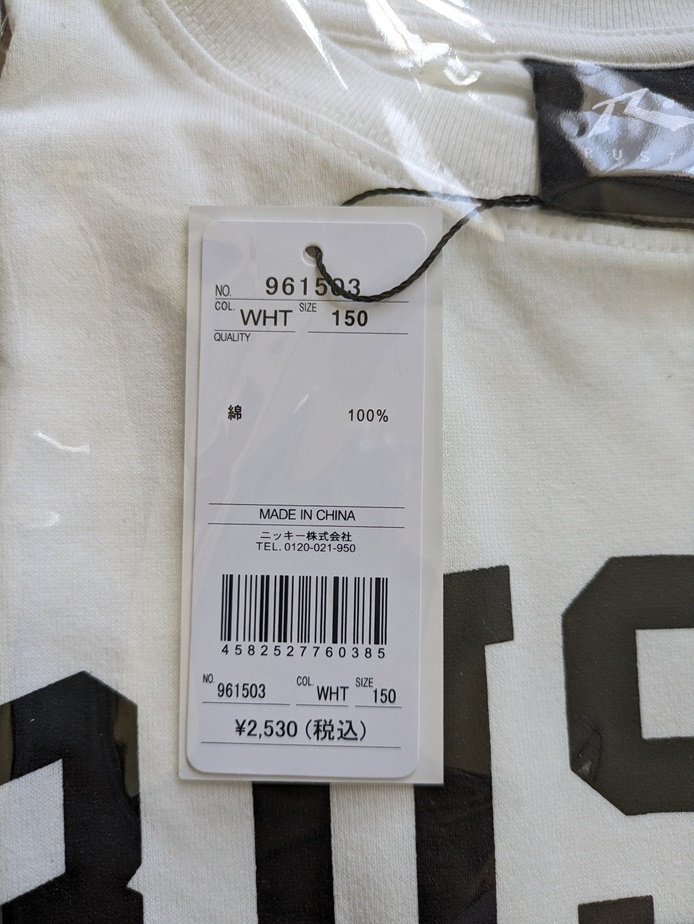 RUST
NO. 961503
COL. WHT SIZE 150
QUALITY
綿 100%
MADE IN CHINA
ニッキー株式会社
TEL. 0120-021-950
4582527760385
NO. 961503 COL. WHT SIZE 150
¥2,530 (税込)